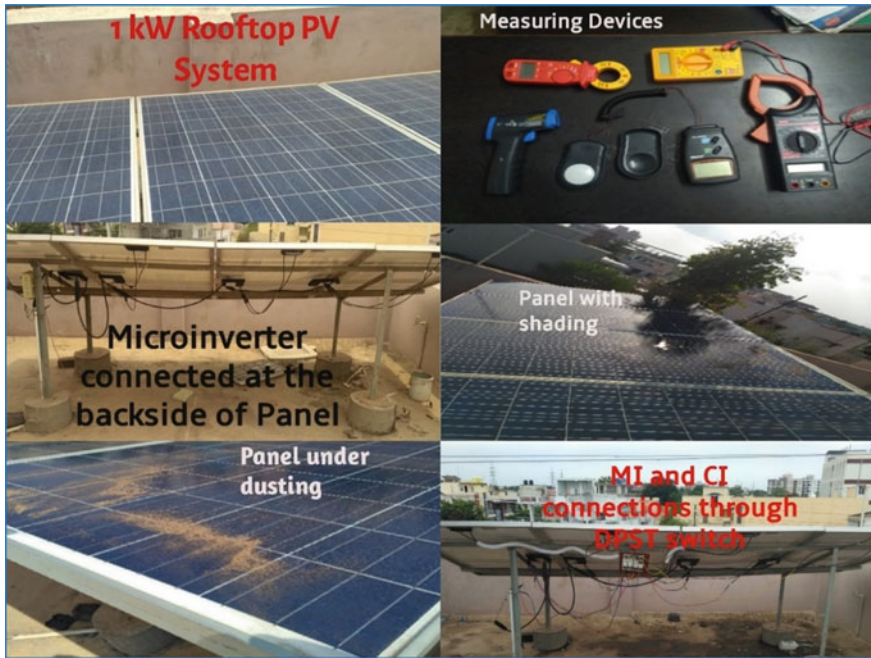 1 kW Rooftop PV
System
Measuring Devices
Microinverter
connected at the
backside of Panel
Panel with
shading
Panel under
dusting
MI and CI
connections through
DPST switch